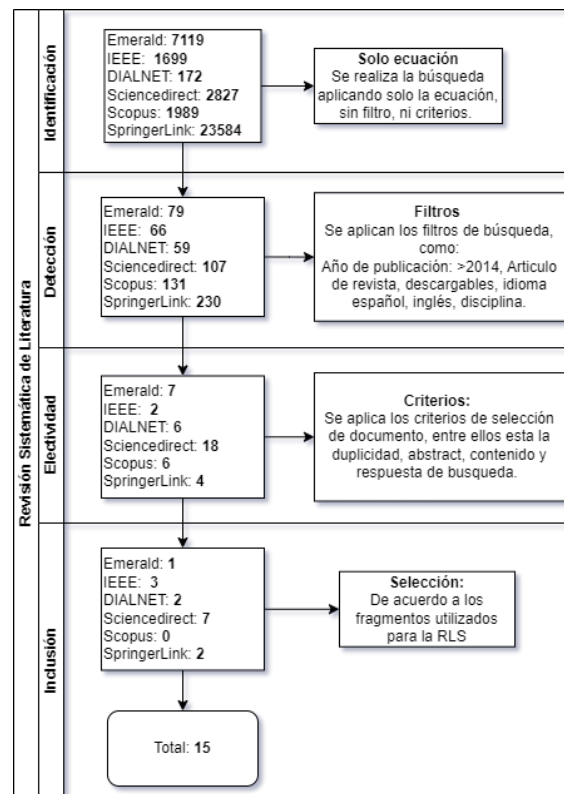 Revisión Sistemática de Literatura
Identificación
Emerald: 7119
IEEE: 1699
DIALNET: 172
Sciencedirect: 2827
Scopus: 1989
SpringerLink: 23584
Solo ecuación
Se realiza la búsqueda
aplicando solo la ecuación,
sin filtro, ni criterios.
Detección
Emerald: 79
IEEE: 66
DIALNET: 59
Sciencedirect: 107
Scopus: 131
SpringerLink: 230
Filtros
Se aplican los filtros de búsqueda,
como:
Año de publicación: >2014, Articulo
de revista, descargables, idioma
español, inglés, disciplina.
Electividad
Emerald: 7
IEEE: 2
DIALNET: 6
Sciencedirect: 18
Scopus: 6
SpringerLink: 4
Criterios:
Se aplica los criterios de selección
de documento, entre ellos esta la
duplicidad, abstract, contenido y
respuesta de busqueda.
Inclusión
Emerald: 1
IEEE: 3
DIALNET: 2
Sciencedirect: 7
Scopus: 0
SpringerLink: 2
Selección:
De acuerdo a los
fragmentos utilizados
para la RLS
Total: 15